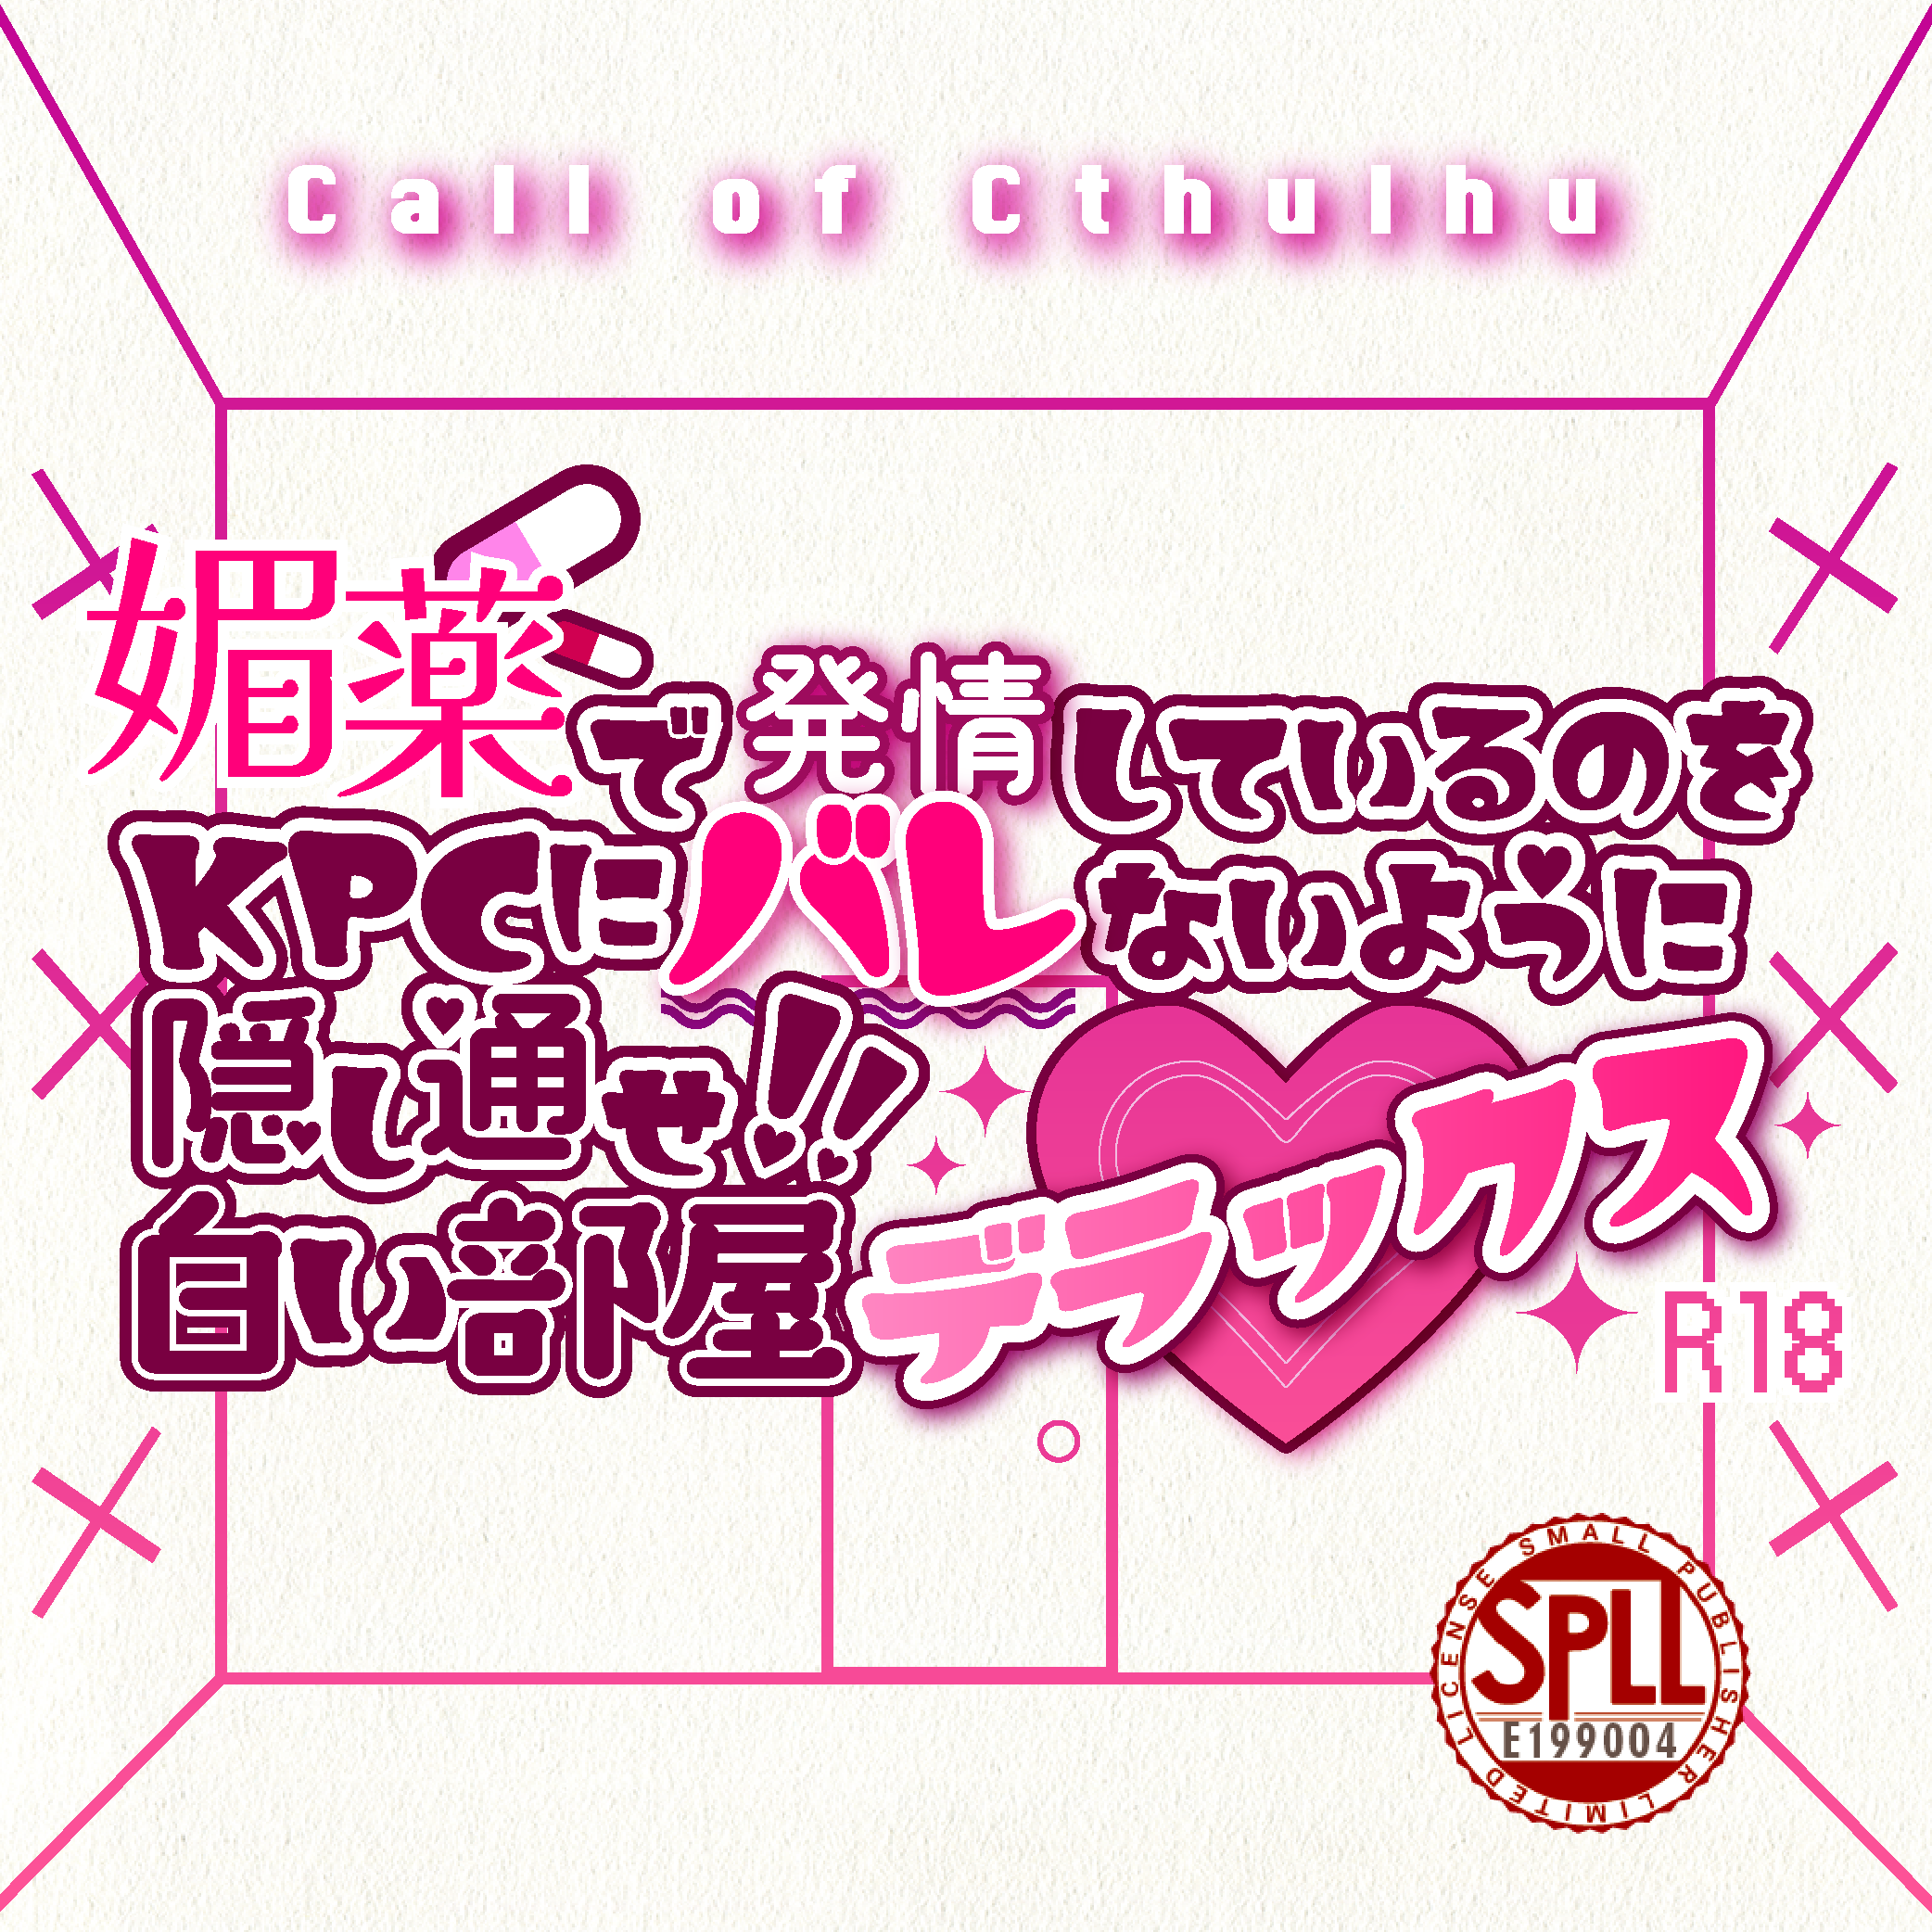 Call of Cthulhu
媚薬で発情しているのを
KPCにバレないように
隠し通せ!!
白い部屋デラックス
R18
SMALL PUBLISHER LIMITED LICENSE
SPLL
E199004